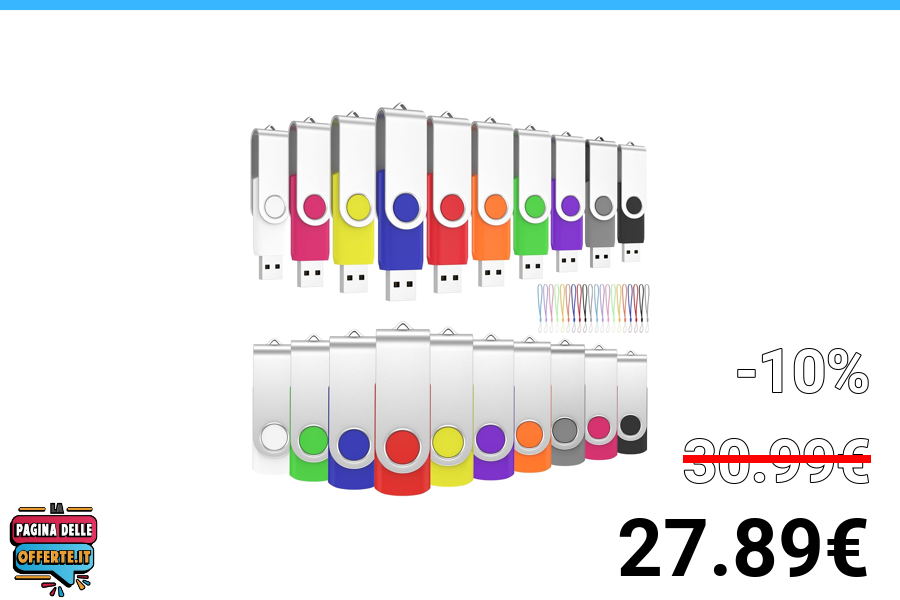 -10%
30.99€
27.89€
LA
PAGINA DELLE
OFFERTE.IT